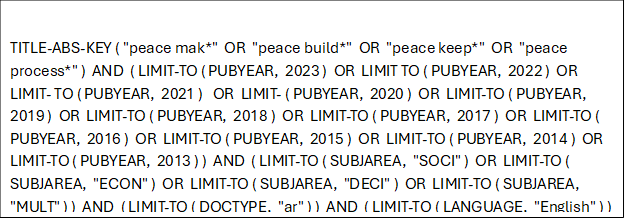 TITLE-ABS-KEY ( "peace mak*" OR "peace build*" OR "peace keep*" OR "peace
process*" ) AND ( LIMIT-TO ( PUBYEAR, 2023) OR LIMIT TO ( PUBYEAR, 2022) OR
LIMIT- TO ( PUBYEAR, 2021) OR LIMIT- ( PUBYEAR, 2020) OR LIMIT-TO ( PUBYEAR,
2019) OR LIMIT-TO ( PUBYEAR, 2018) OR LIMIT-TO ( PUBYEAR, 2017) OR LIMIT-TO (
PUBYEAR, 2016) OR LIMIT-TO ( PUBYEAR, 2015) OR LIMIT-TO ( PUBYEAR, 2014) OR
LIMIT-TO ( PUBYEAR, 2013) ) AND ( LIMIT-TO ( SUBJAREA, "SOCI" ) OR LIMIT-TO (
SUBJAREA, "ECON" ) OR LIMIT-TO ( SUBJAREA, "DECI" ) OR LIMIT-TO ( SUBJAREA,
"MULT" ) ) AND ( LIMIT-TO ( DOCTYPE, "ar" ) ) AND ( LIMIT-TO ( LANGUAGE, "English" ) )